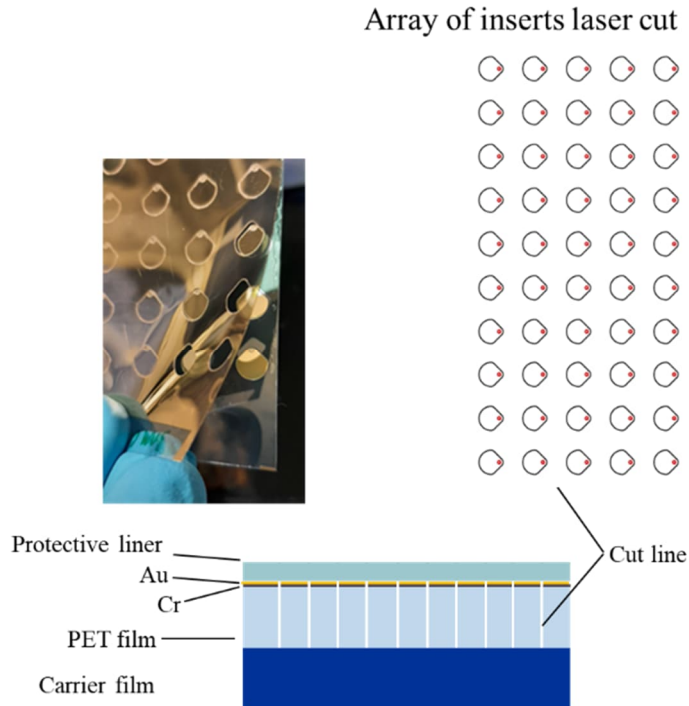 Array of inserts laser cut
Protective liner
Au
Cr
Cut line
PET film
Carrier film